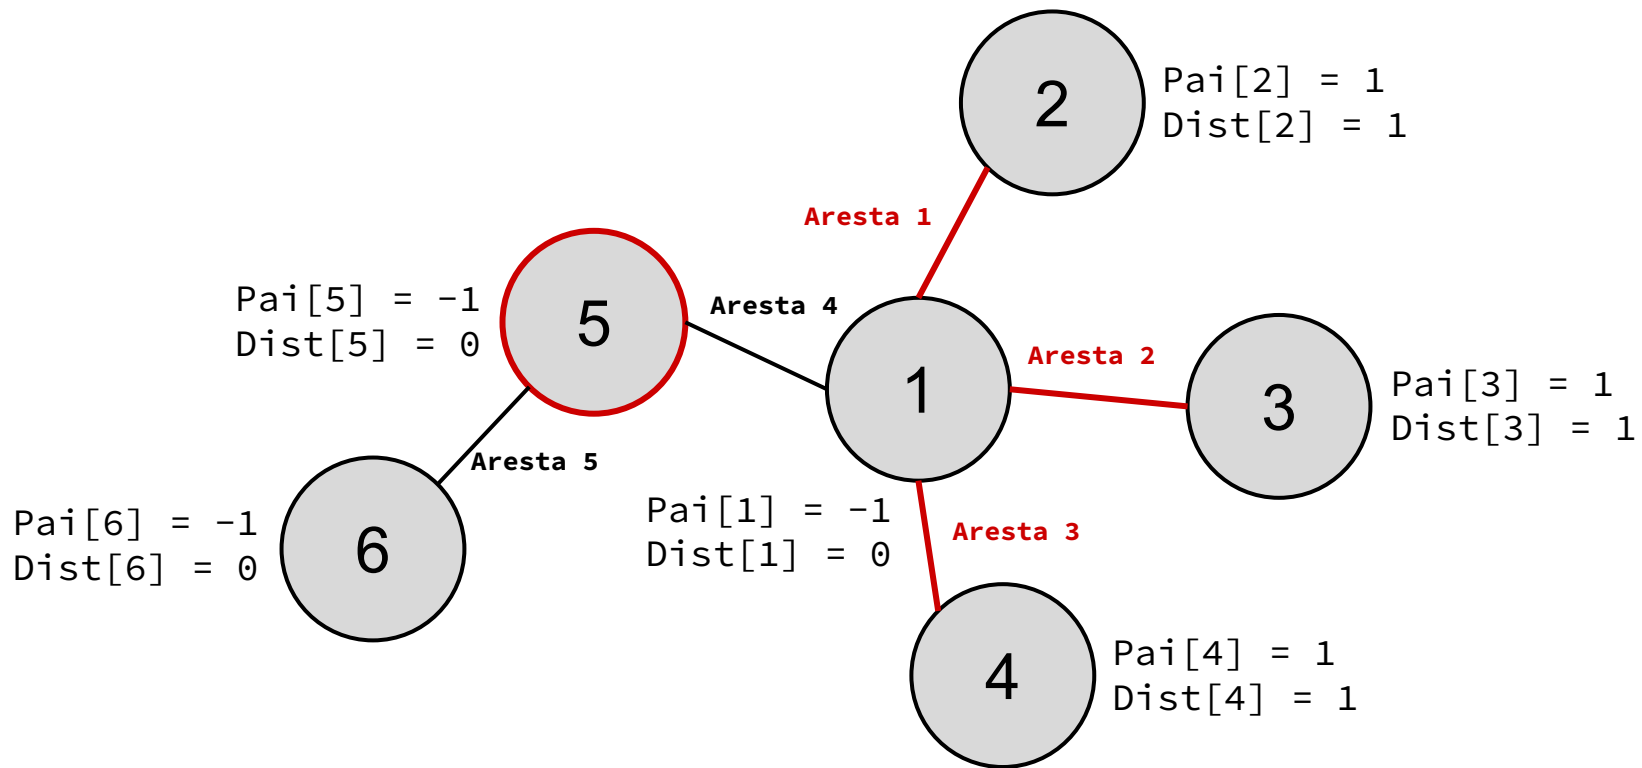 2
Pai[2] = 1
Dist[2] = 1
Aresta 1
Pai[5] = −1
Dist[5] = 0
5
Aresta 4
1
Aresta 2
3
Pai[3] = 1
Dist[3] = 1
Aresta 5
Pai[6] = −1
Dist[6] = 0
6
Pai[1] = −1
Dist[1] = 0
Aresta 3
4
Pai[4] = 1
Dist[4] = 1